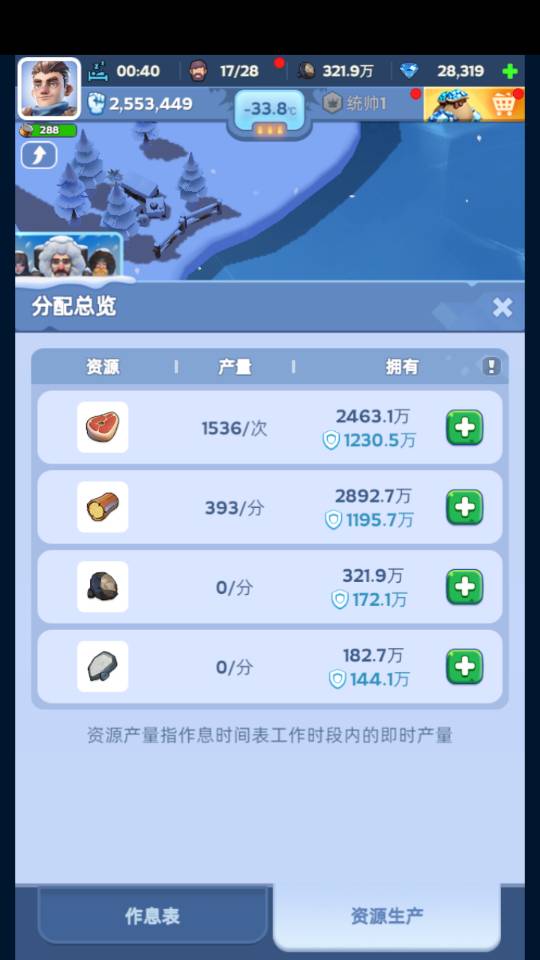 00:40 17/28 321.9万 28,319
2,553,449 -33.8℃ 统帅1
288
分配总览
资源 产量 拥有
1536/次 2463.1万
1230.5万
393/分 2892.7万
1195.7万
0/分 321.9万
172.1万
0/分 182.7万
144.1万
资源产量指作息时间表工作时段内的即时产量
作息表 资源生产